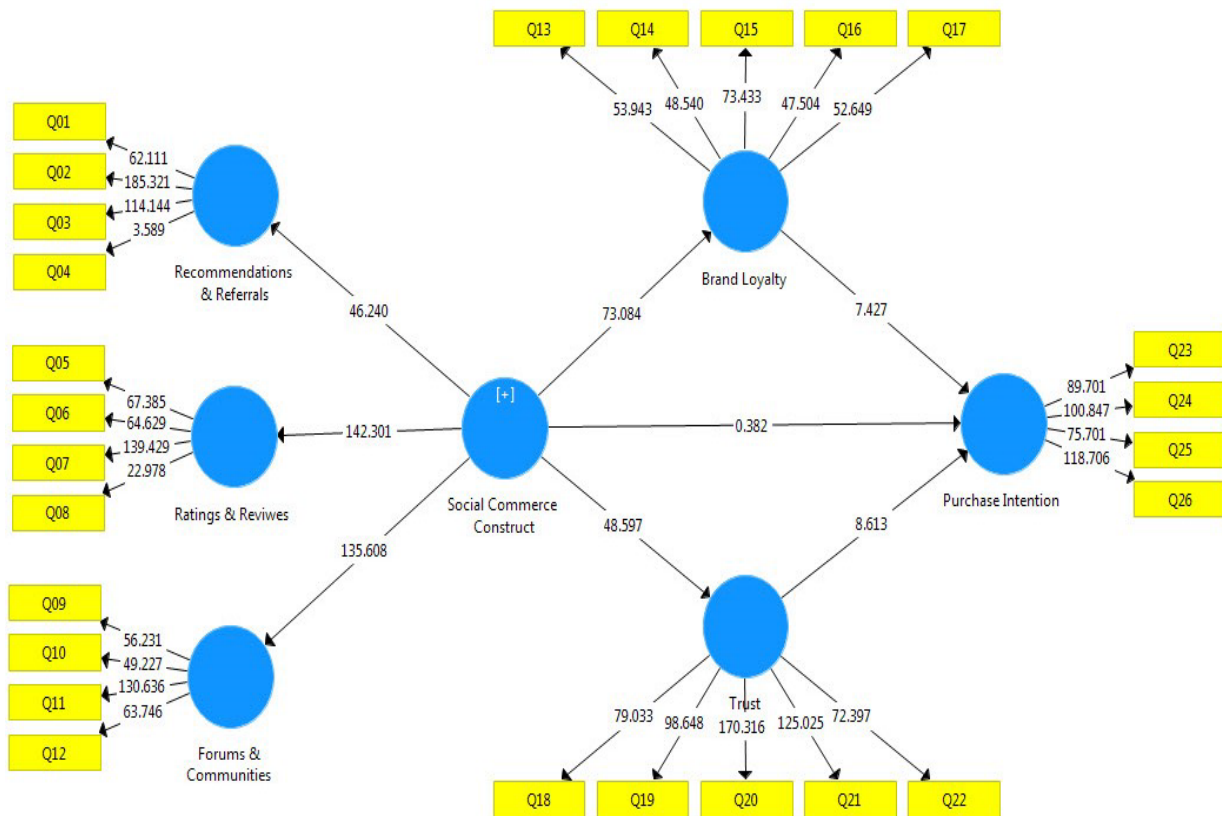 Q13
Q14
Q15
Q16
Q17
53.943
48.540
73.433
47.504
52.649
Brand Loyalty
Q01
Q02
Q03
Q04
62.111
185.321
114.144
3.589
Recommendations
& Referrals
46.240
73.084
7.427
Q05
Q06
Q07
Q08
67.385
64.629
139.429
22.978
Ratings & Reviwes
142.301
[+]
Social Commerce
Construct
0.382
Q23
Q24
Q25
Q26
89.701
100.847
75.701
118.706
Purchase Intention
135.608
48.597
8.613
Q09
Q10
Q11
Q12
56.231
49.227
130.636
63.746
Forums &
Communities
Trust
79.033
98.648
170.316
125.025
72.397
Q18
Q19
Q20
Q21
Q22